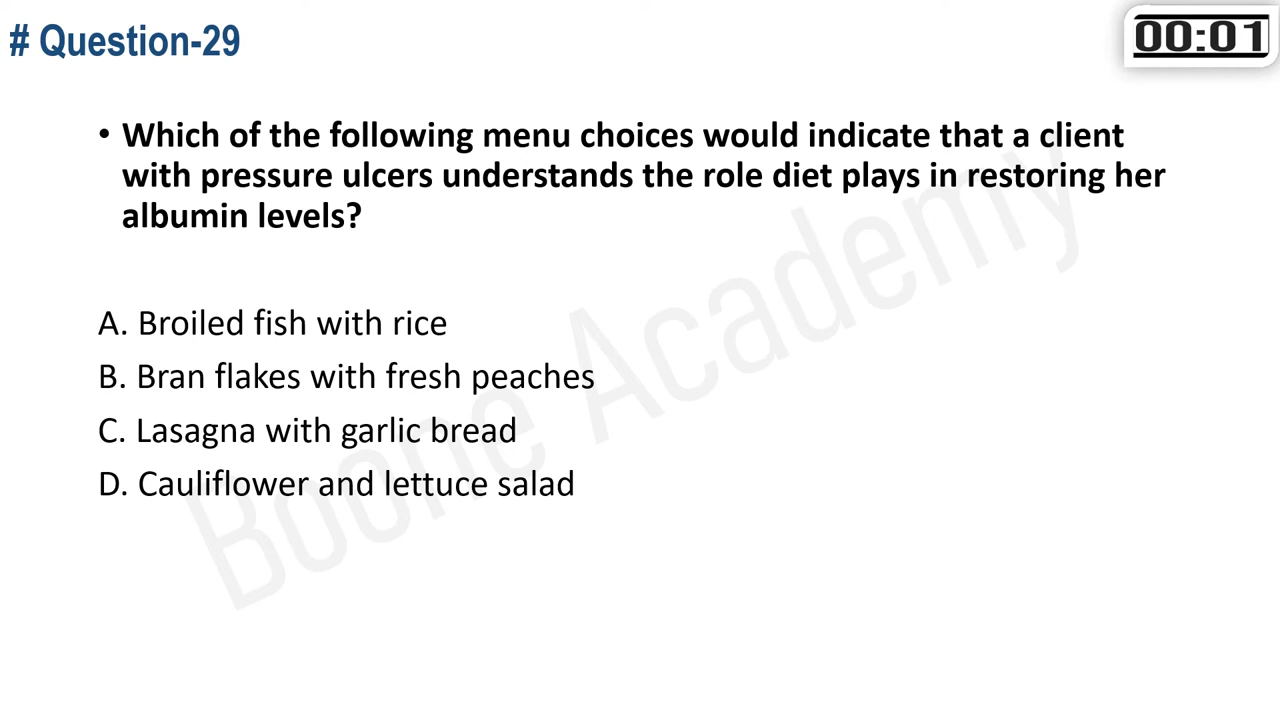 # Question-29
00:01
• Which of the following menu choices would indicate that a client
with pressure ulcers understands the role diet plays in restoring her
albumin levels?
A. Broiled fish with rice
B. Bran flakes with fresh peaches
C. Lasagna with garlic bread
D. Cauliflower and lettuce salad
Boone Academy